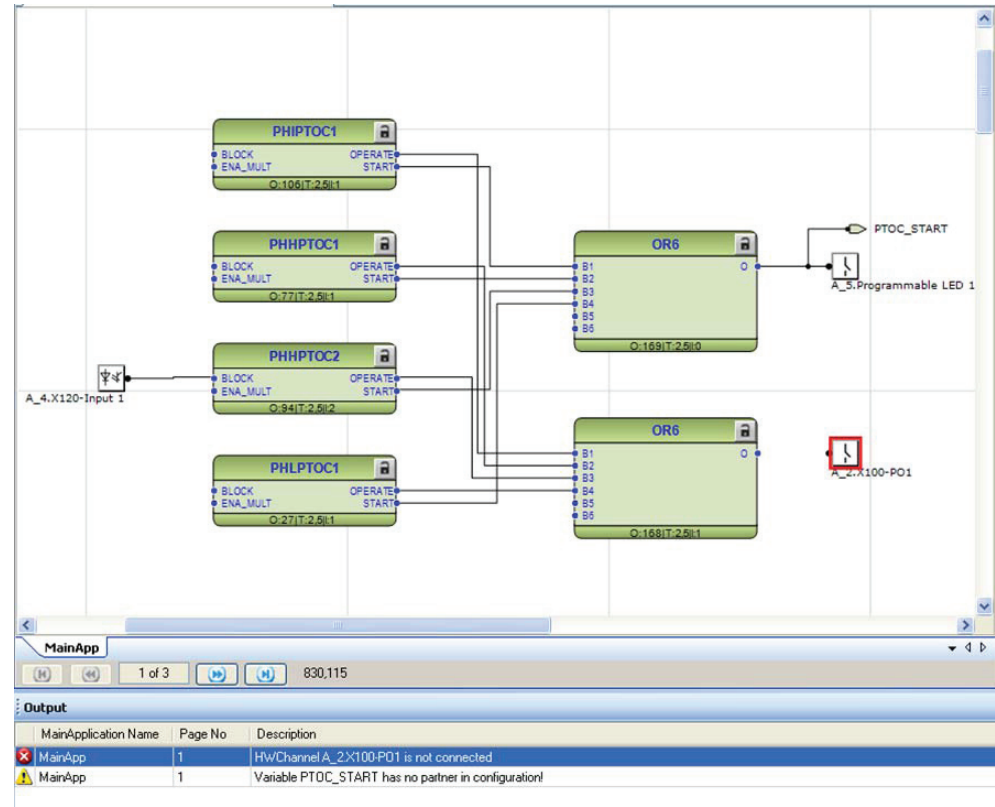 PHIPTOC1
BLOCK OPERATE
ENA_MULT START
O:106|T:2.5|I:1
PHHPTOC1
BLOCK OPERATE
ENA_MULT START
O:77|T:2.5|I:1
PHHPTOC2
BLOCK OPERATE
ENA_MULT START
O:94|T:2.5|I:2
PHLPTOC1
BLOCK OPERATE
ENA_MULT START
O:27|T:2.5|I:1
A_4.X120-Input 1
OR6
B1 O
B2
B3
B4
B5
B6
O:169|T:2.5|I:0
PTOC_START
A_5.Programmable LED 1
OR6
B1 O
B2
B3
B4
B5
B6
O:168|T:2.5|I:1
A_2.X100-PO1
MainApp
1 of 3 830,115
Output
MainApplication Name Page No Description
MainApp 1 HWChannel A_2.X100-PO1 is not connected
MainApp 1 Variable PTOC_START has no partner in configuration!